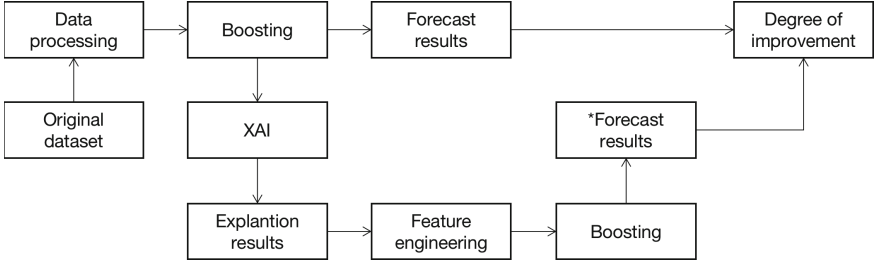 Data
processing
Boosting
Forecast
results
Degree of
improvement
Original
dataset
XAI
*Forecast
results
Explantion
results
Feature
engineering
Boosting